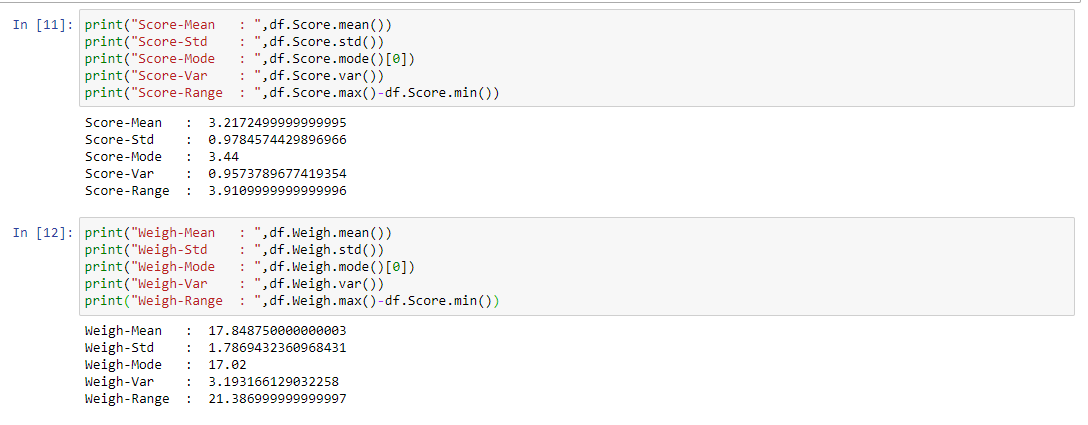 In [11]: print("Score-Mean   : ",df.Score.mean())
print("Score-Std    : ",df.Score.std())
print("Score-Mode   : ",df.Score.mode()[0])
print("Score-Var    : ",df.Score.var())
print("Score-Range  : ",df.Score.max()-df.Score.min())
Score-Mean   :  3.2172499999999995
Score-Std    :  0.9784574429896966
Score-Mode   :  3.44
Score-Var    :  0.9573789677419354
Score-Range  :  3.9109999999999996
In [12]: print("Weigh-Mean   : ",df.Weigh.mean())
print("Weigh-Std    : ",df.Weigh.std())
print("Weigh-Mode   : ",df.Weigh.mode()[0])
print("Weigh-Var    : ",df.Weigh.var())
print("Weigh-Range  : ",df.Weigh.max()-df.Score.min())
Weigh-Mean   :  17.848750000000003
Weigh-Std    :  1.7869432360968431
Weigh-Mode   :  17.02
Weigh-Var    :  3.193166129032258
Weigh-Range  :  21.386999999999997